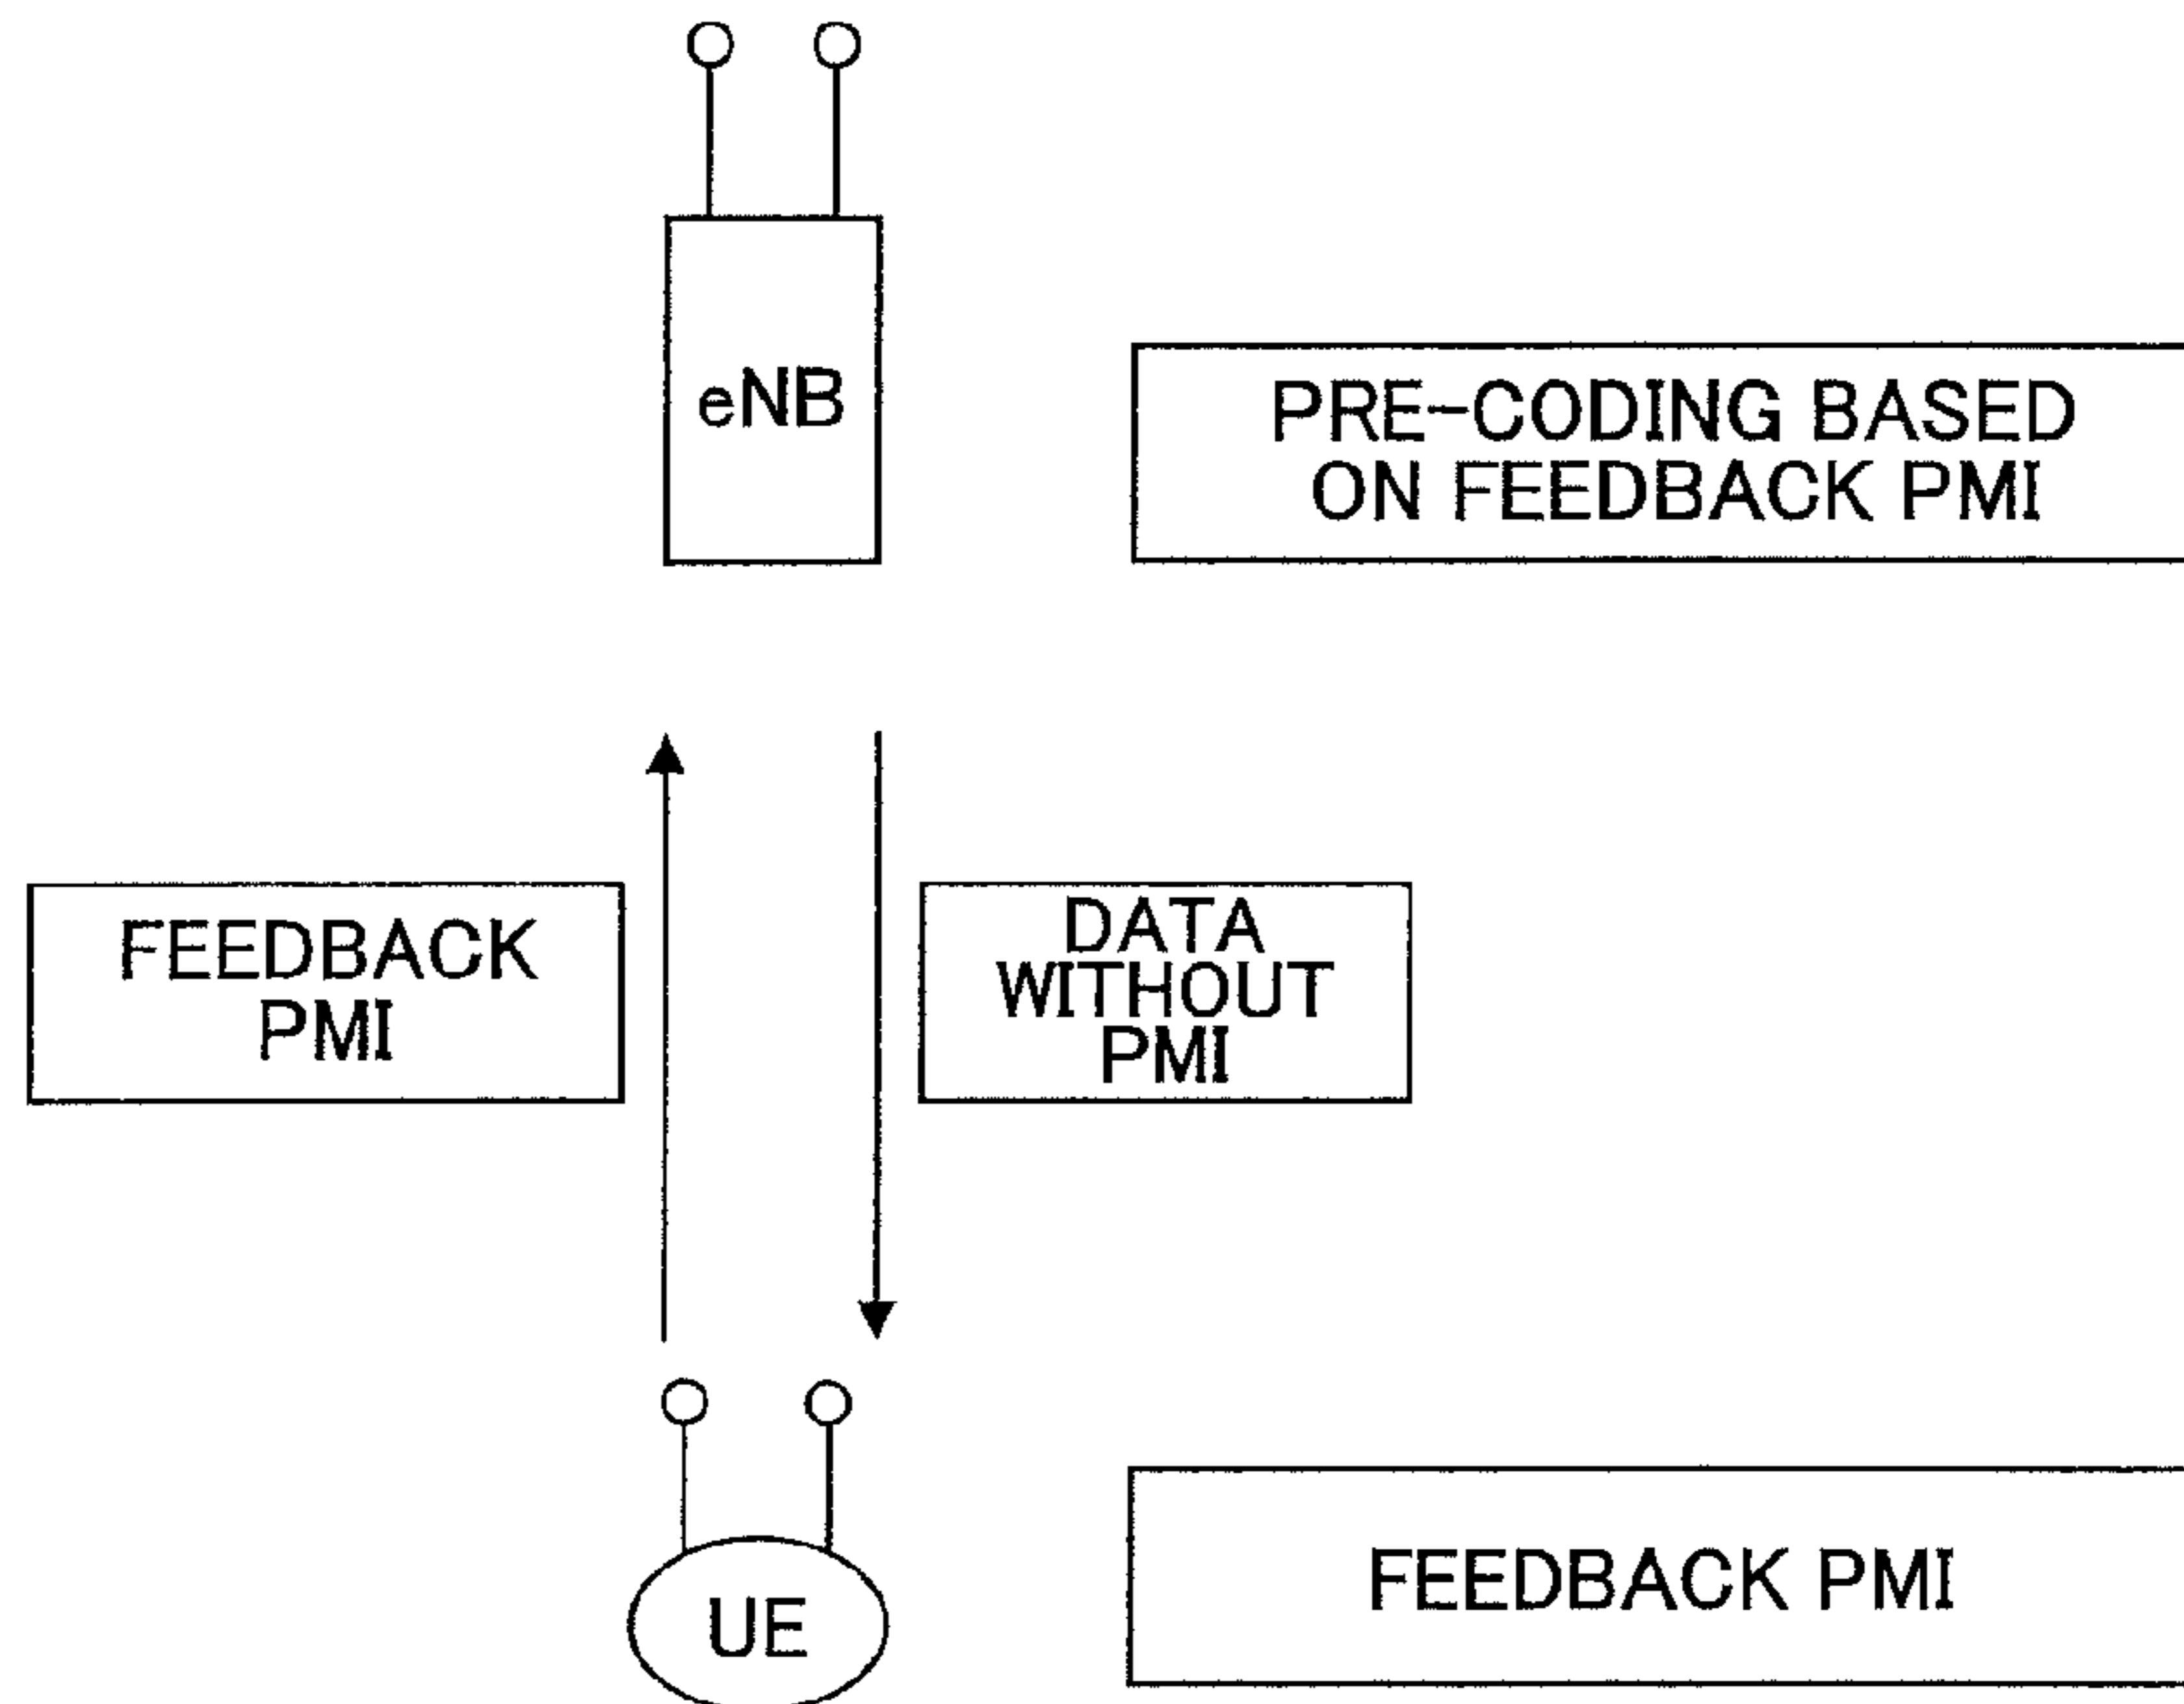 eNB
PRE-CODING BASED
ON FEEDBACK PMI
FEEDBACK
PMI
DATA
WITHOUT
PMI
UE
FEEDBACK PMI